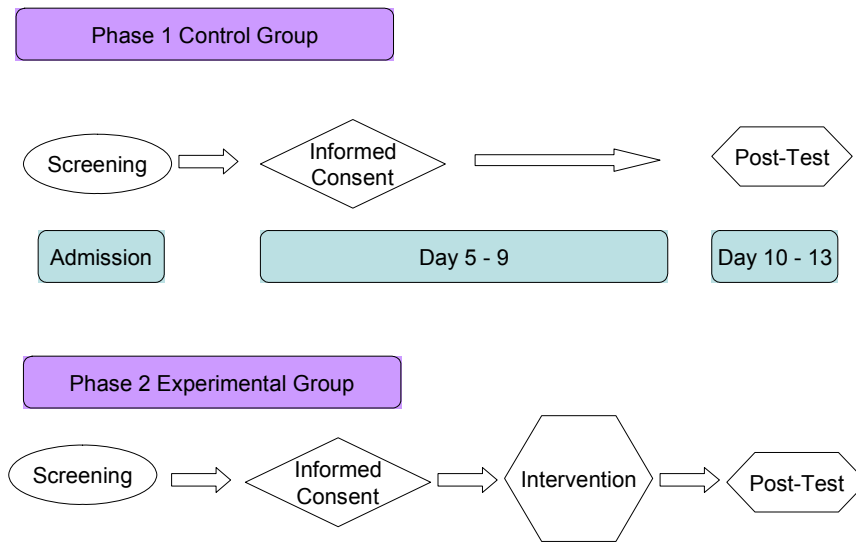 Phase 1 Control Group
Screening
Informed
Consent
Post-Test
Admission
Day 5 - 9
Day 10 - 13
Phase 2 Experimental Group
Screening
Informed
Consent
Intervention
Post-Test